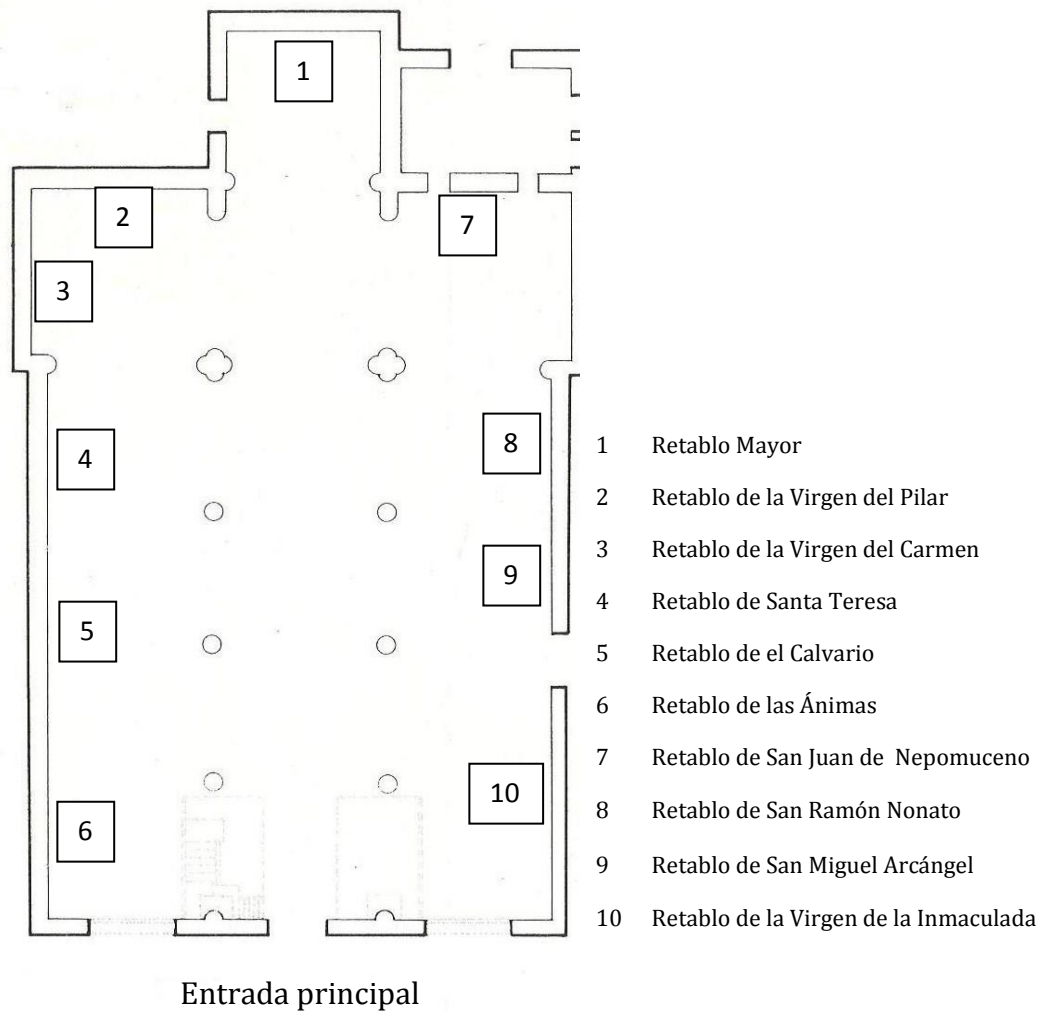 1
2
7
3
8
4
9
5
10
6
1 Retablo Mayor
2 Retablo de la Virgen del Pilar
3 Retablo de la Virgen del Carmen
4 Retablo de Santa Teresa
5 Retablo de el Calvario
6 Retablo de las Ánimas
7 Retablo de San Juan de Nepomuceno
8 Retablo de San Ramón Nonato
9 Retablo de San Miguel Arcángel
10 Retablo de la Virgen de la Inmaculada
Entrada principal